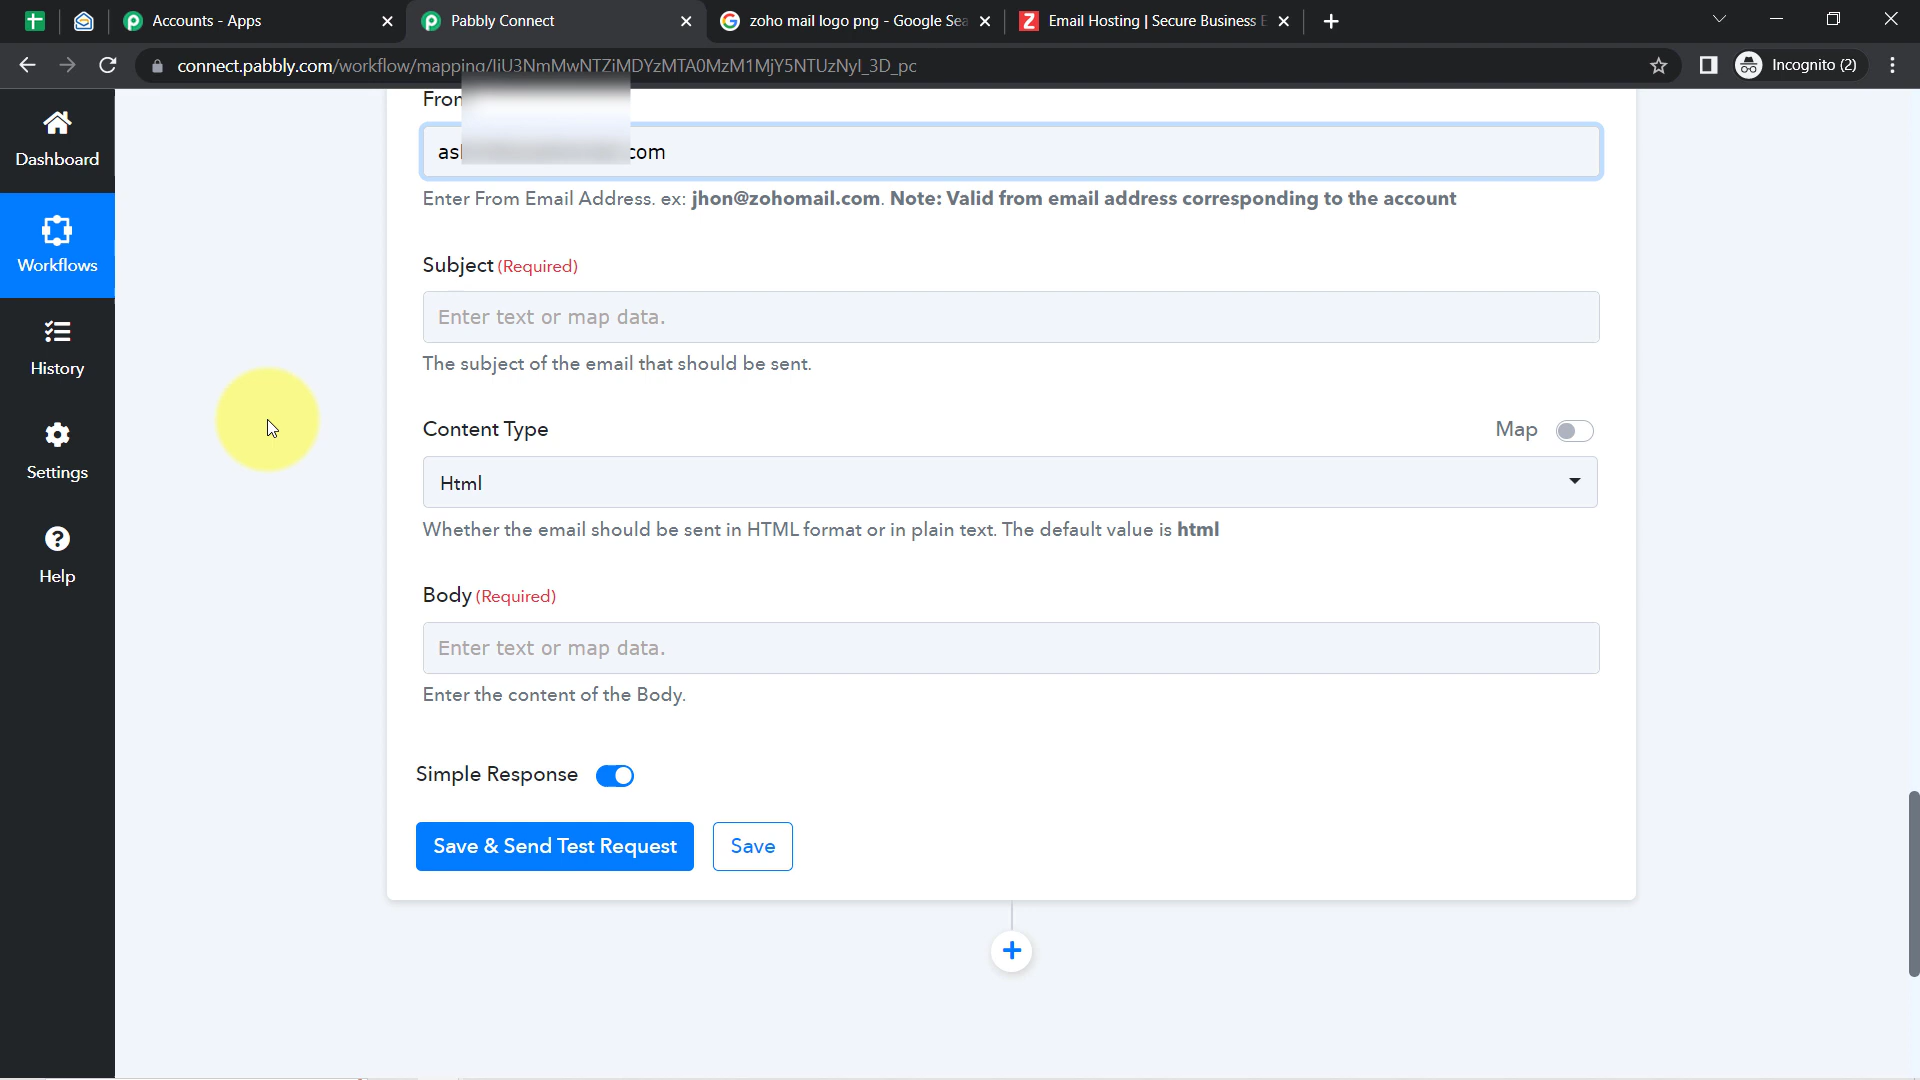 Accounts - Apps
Pabbly Connect
zoho mail logo png - Google Sea
Email Hosting | Secure Business E
connect.pabbly.com/workflow/mapping/IiU3NmMwNTZiMDYzMTA0MzM1MjY5NTUzNyI_3D_pc
Incognito (2)
Dashboard
Workflows
History
Settings
Help
com
Enter From Email Address. ex: jhon@zohomail.com. Note: Valid from email address corresponding to the account
Subject (Required)
Enter text or map data.
The subject of the email that should be sent.
Content Type
Map
Html
Whether the email should be sent in HTML format or in plain text. The default value is html
Body (Required)
Enter text or map data.
Enter the content of the Body.
Simple Response
Save & Send Test Request
Save